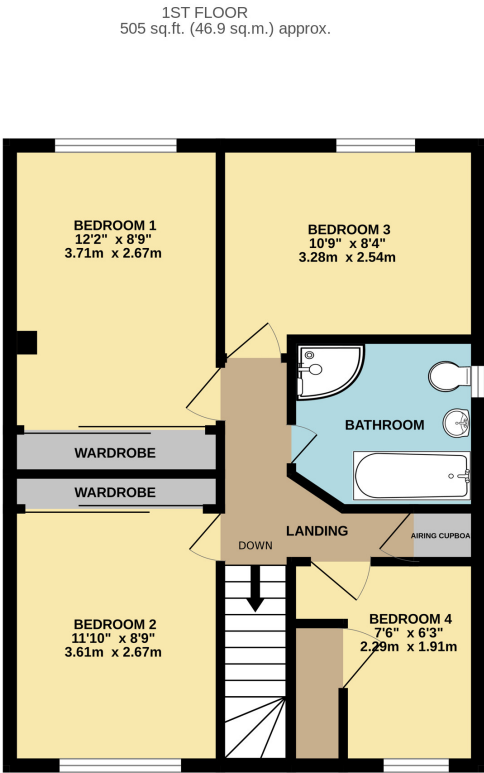 1ST FLOOR
505 sq.ft. (46.9 sq.m.) approx.
BEDROOM 1
12'2" x 8'9"
3.71m x 2.67m
BEDROOM 3
10'9" x 8'4"
3.28m x 2.54m
BATHROOM
WARDROBE
WARDROBE
LANDING
AIRING CUPBOA
DOWN
BEDROOM 2
11'10" x 8'9"
3.61m x 2.67m
BEDROOM 4
7'6" x 6'3"
2.29m x 1.91m